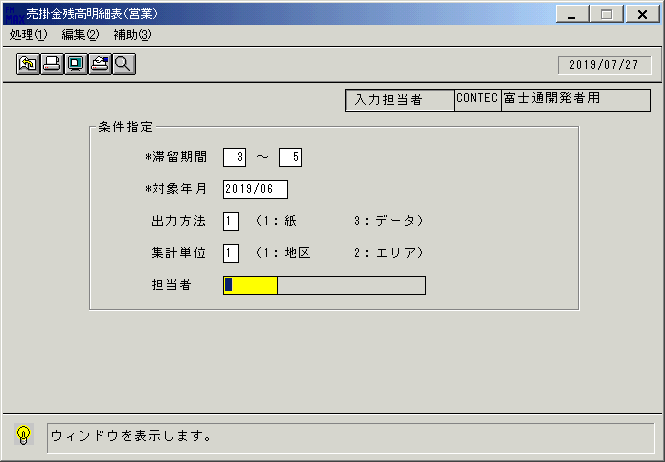 売掛金残高明細表(営業)
処理(1) 編集(2) 補助(3)
2019/07/27
入力担当者 CONTEC 富士通開発者用
条件指定
*滞留期間 3 ～ 5
*対象年月 2019/06
出力方法 1 (1:紙 3:データ)
集計単位 1 (1:地区 2:エリア)
担当者
ウィンドウを表示します。